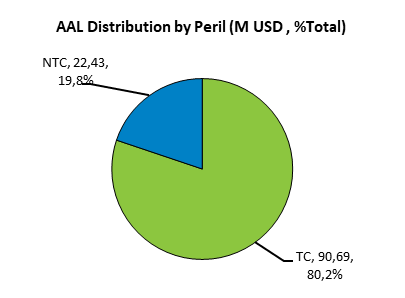 AAL Distribution by Peril (M USD , %Total)
NTC, 22,43,
19,8%
TC, 90,69,
80,2%